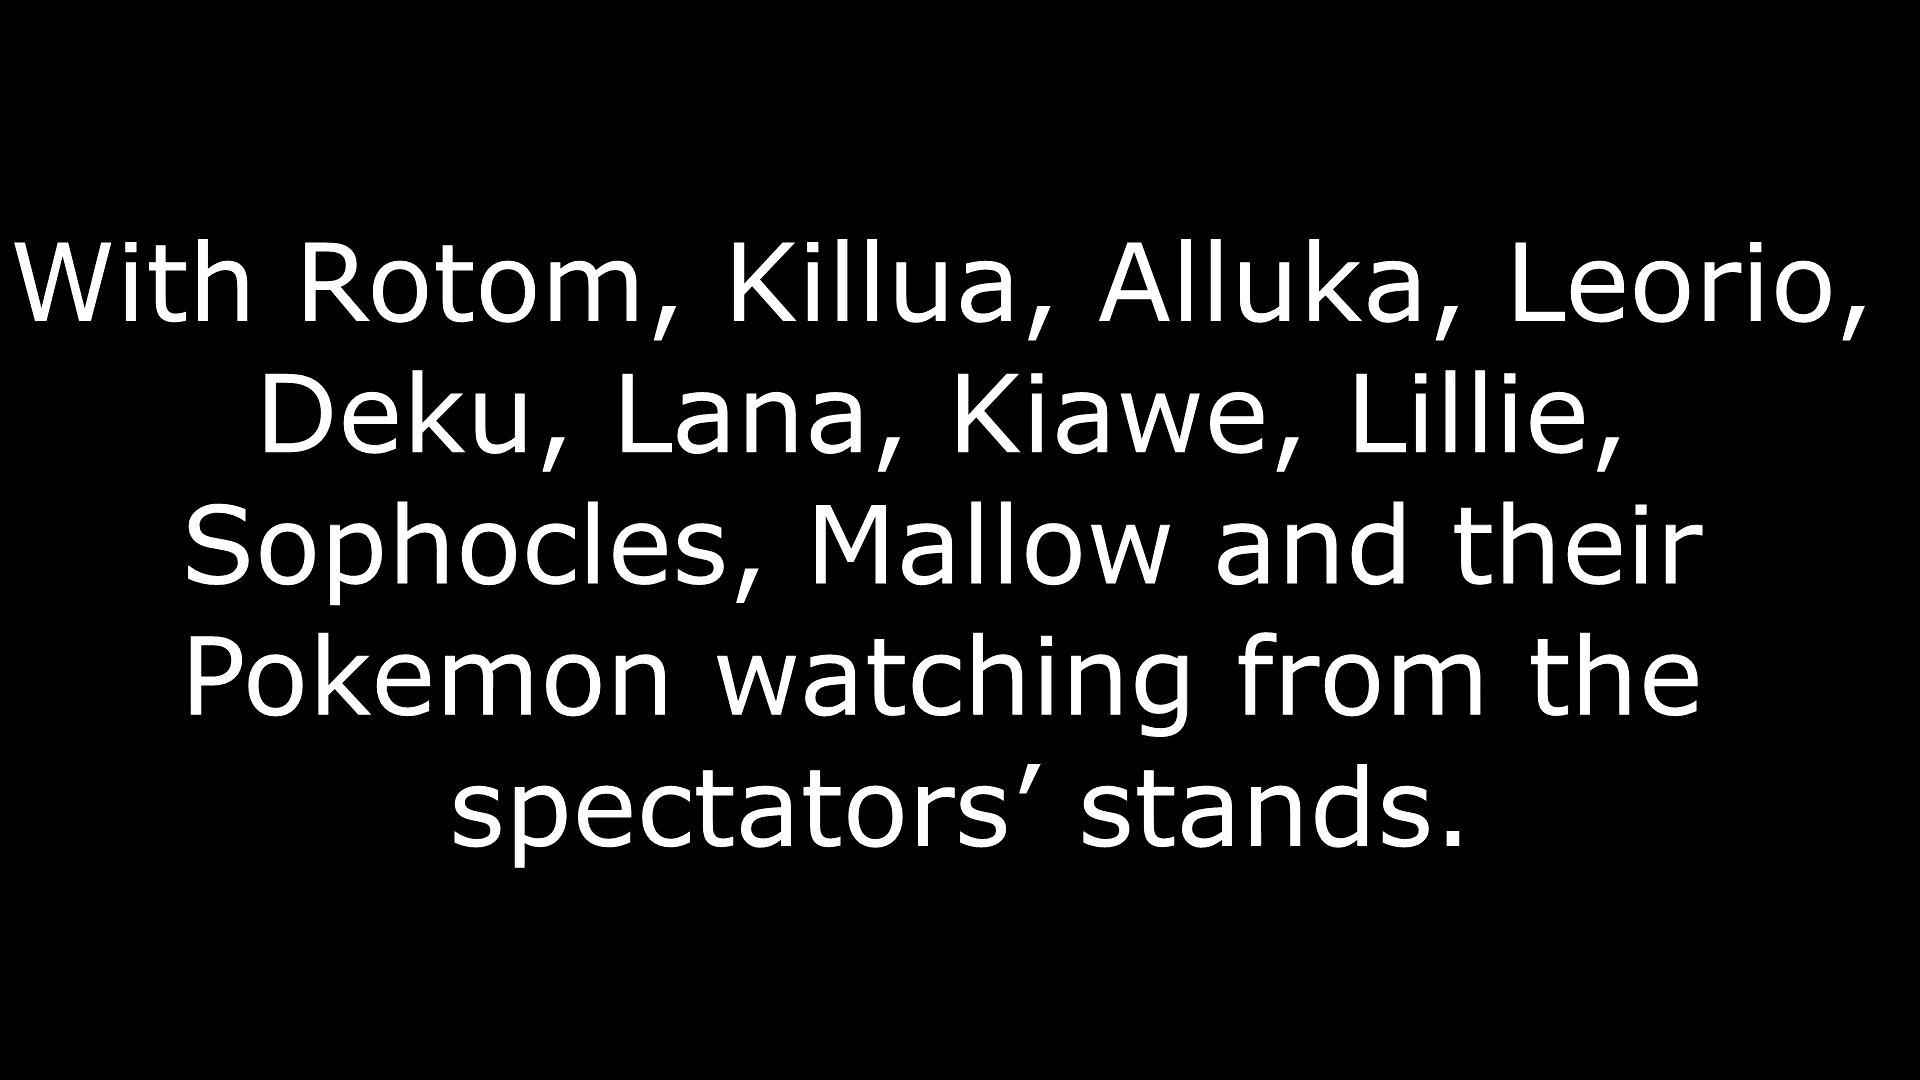 With Rotom, Killua, Alluka, Leorio,
Deku, Lana, Kiawe, Lillie,
Sophocles, Mallow and their
Pokemon watching from the
spectators’ stands.